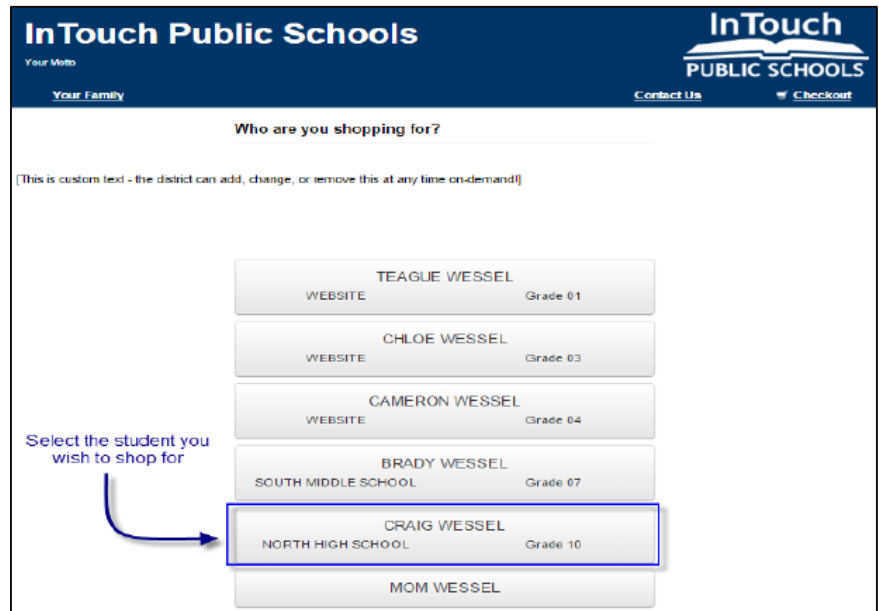 InTouch Public Schools
Your Motto
InTouch
PUBLIC SCHOOLS
Your Family
Contact Us
Checkout
Who are you shopping for?
[This is custom text - the district can add, change, or remove this at any time on-demand!]
TEAGUE WESSEL
WEBSITE Grade 01
CHLOE WESSEL
WEBSITE Grade 03
CAMERON WESSEL
WEBSITE Grade 04
Select the student you
wish to shop for
BRADY WESSEL
SOUTH MIDDLE SCHOOL Grade 07
CRAIG WESSEL
NORTH HIGH SCHOOL Grade 10
MOM WESSEL